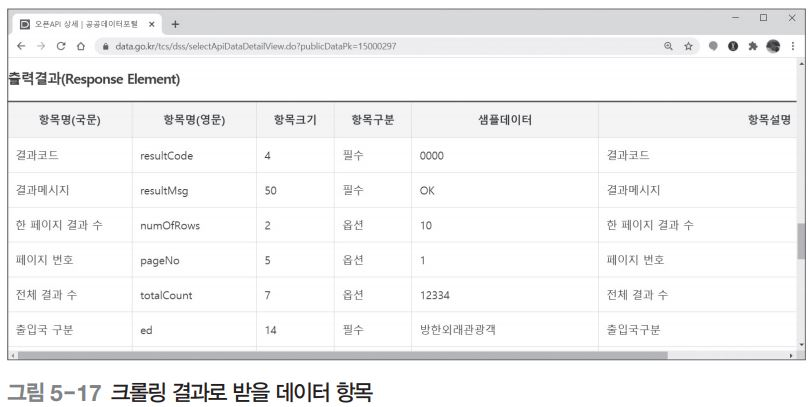 오픈API 상세 | 공공데이터포털
data.go.kr/tcs/dss/selectApiDataDetailView.do?publicDataPk=15000297
출력결과(Response Element)
항목명(국문) 항목명(영문) 항목크기 항목구분 샘플데이터 항목설명
결과코드 resultCode 4 필수 0000 결과코드
결과메시지 resultMsg 50 필수 OK 결과메시지
한 페이지 결과 수 numOfRows 2 옵션 10 한 페이지 결과 수
페이지 번호 pageNo 5 옵션 1 페이지 번호
전체 결과 수 totalCount 7 옵션 12334 전체 결과 수
출입국 구분 ed 14 필수 방한외래관광객 출입국구분
그림 5-17 크롤링 결과로 받을 데이터 항목